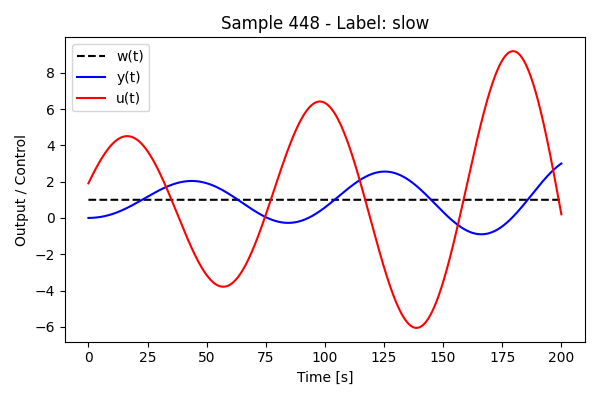 Sample 448 - Label: slow
w(t)
y(t)
u(t)
Output / Control
8
6
4
2
0
−2
−4
−6
0 25 50 75 100 125 150 175 200
Time [s]